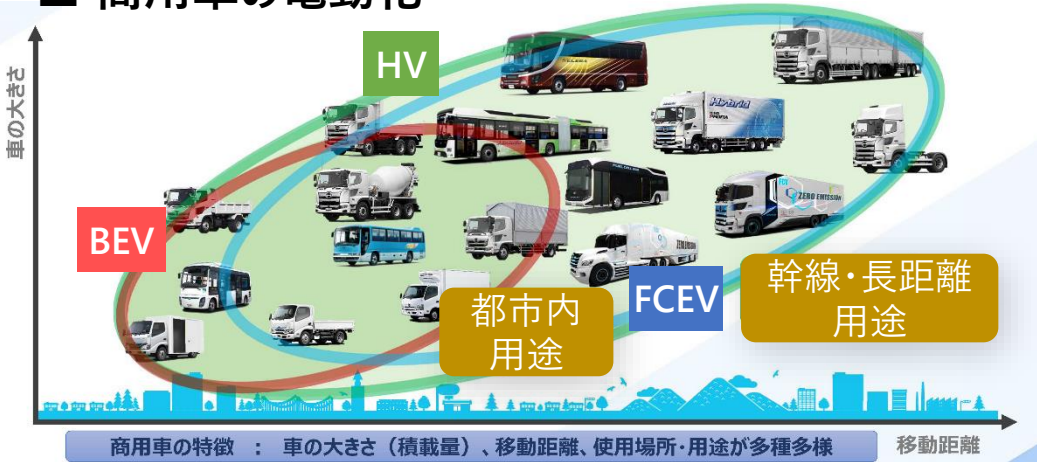 ■ 商用車の電動化
車の大きさ
HV
BEV
Hybrid
ZERO EMISSION
FCEV
都市内
用途
幹線・長距離
用途
商用車の特徴 : 車の大きさ（積載量）、移動距離、使用場所・用途が多種多様
移動距離